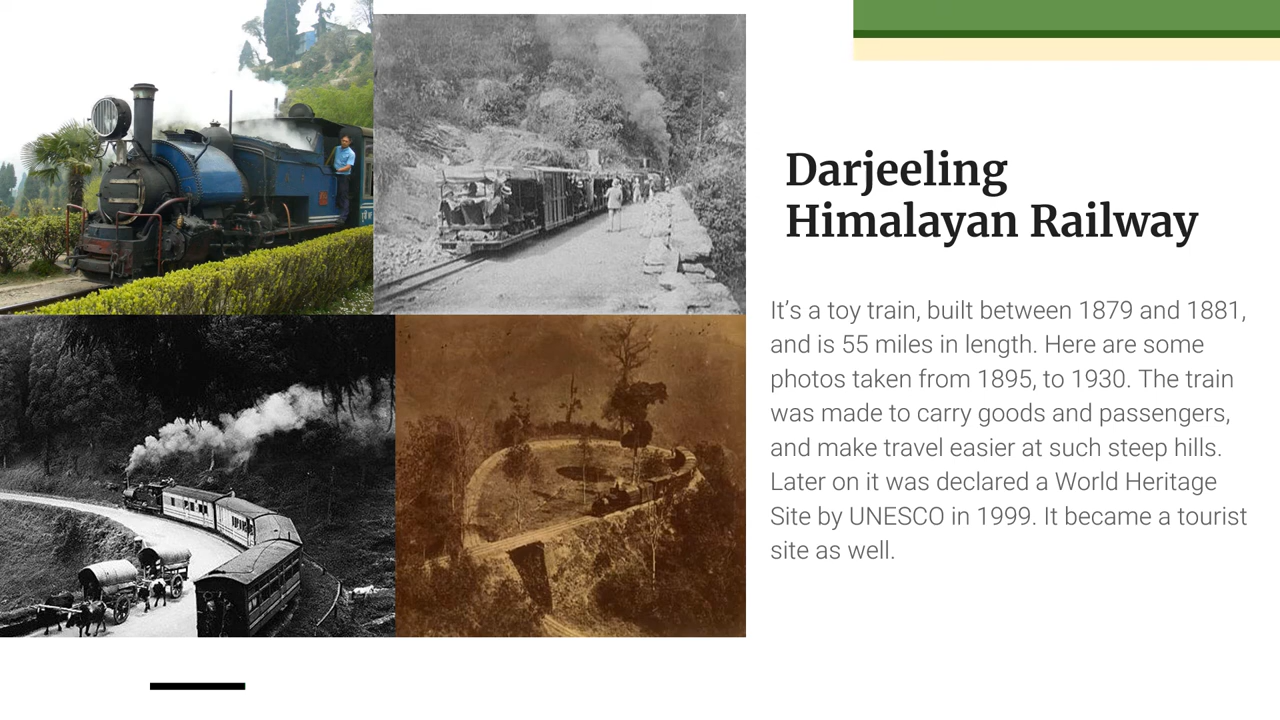 Darjeeling
Himalayan Railway
It’s a toy train, built between 1879 and 1881,
and is 55 miles in length. Here are some
photos taken from 1895, to 1930. The train
was made to carry goods and passengers,
and make travel easier at such steep hills.
Later on it was declared a World Heritage
Site by UNESCO in 1999. It became a tourist
site as well.